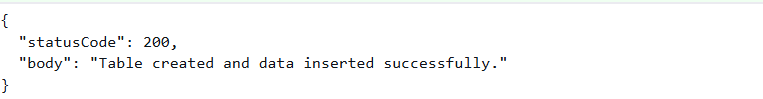 {
  "statusCode": 200,
  "body": "Table created and data inserted successfully."
}